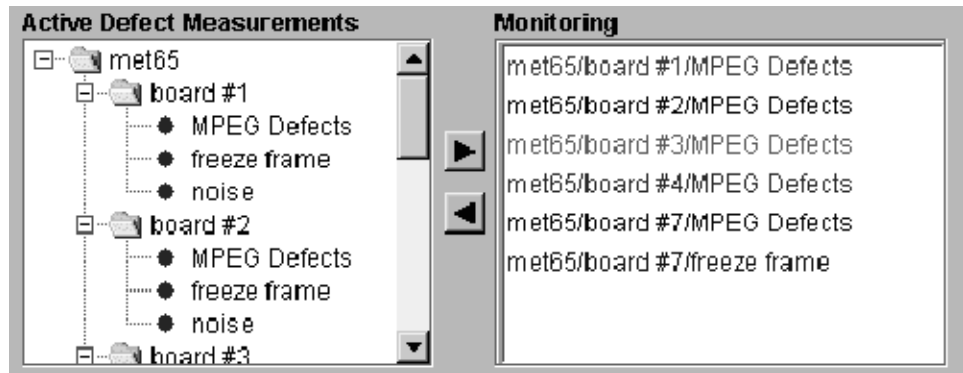 Active Defect Measurements
met65
board #1
MPEG Defects
freeze frame
noise
board #2
MPEG Defects
freeze frame
noise
board #3
Monitoring
met65/board #1/MPEG Defects
met65/board #2/MPEG Defects
met65/board #3/MPEG Defects
met65/board #4/MPEG Defects
met65/board #7/MPEG Defects
met65/board #7/freeze frame